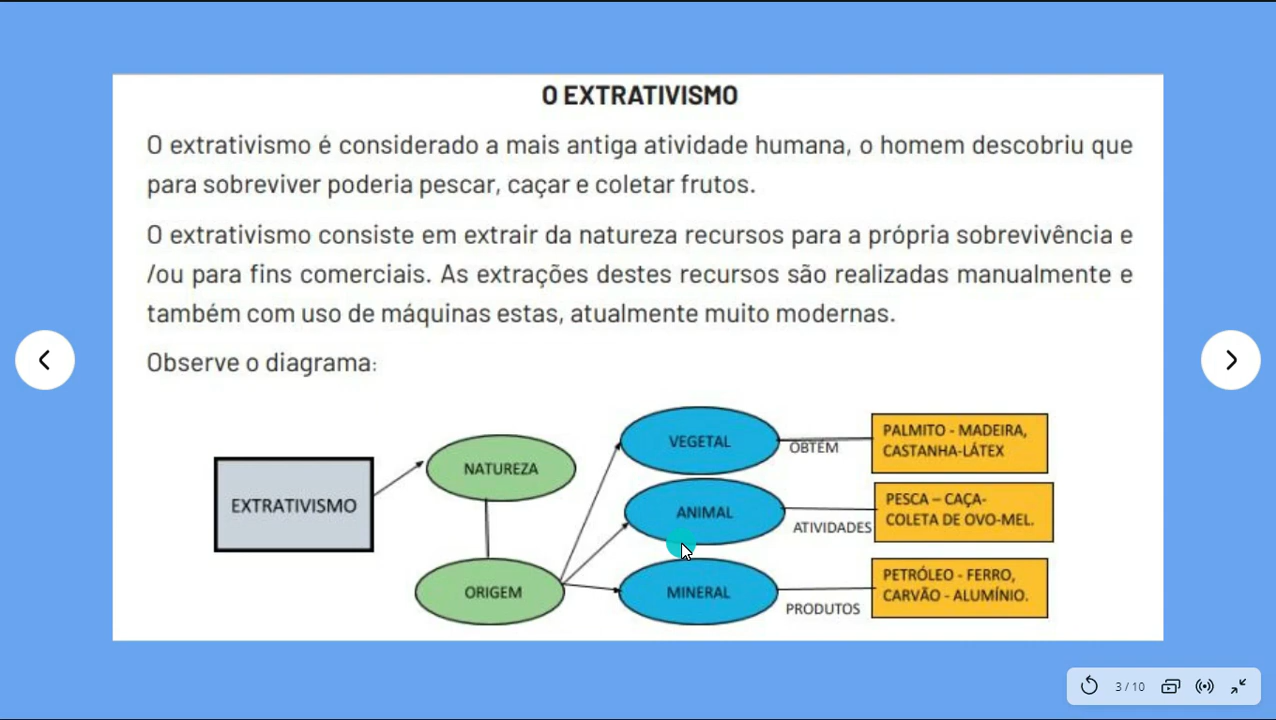 O EXTRATIVISMO
O extrativismo é considerado a mais antiga atividade humana, o homem descobriu que
para sobreviver poderia pescar, caçar e coletar frutos.
O extrativismo consiste em extrair da natureza recursos para a própria sobrevivência e
/ou para fins comerciais. As extrações destes recursos são realizadas manualmente e
também com uso de máquinas estas, atualmente muito modernas.
Observe o diagrama:
EXTRATIVISMO
NATUREZA
ORIGEM
VEGETAL
OBTÉM
PALMITO - MADEIRA,
CASTANHA-LÁTEX
ANIMAL
ATIVIDADES
PESCA – CAÇA-
COLETA DE OVO-MEL.
MINERAL
PRODUTOS
PETRÓLEO - FERRO,
CARVÃO - ALUMÍNIO.
3 / 10